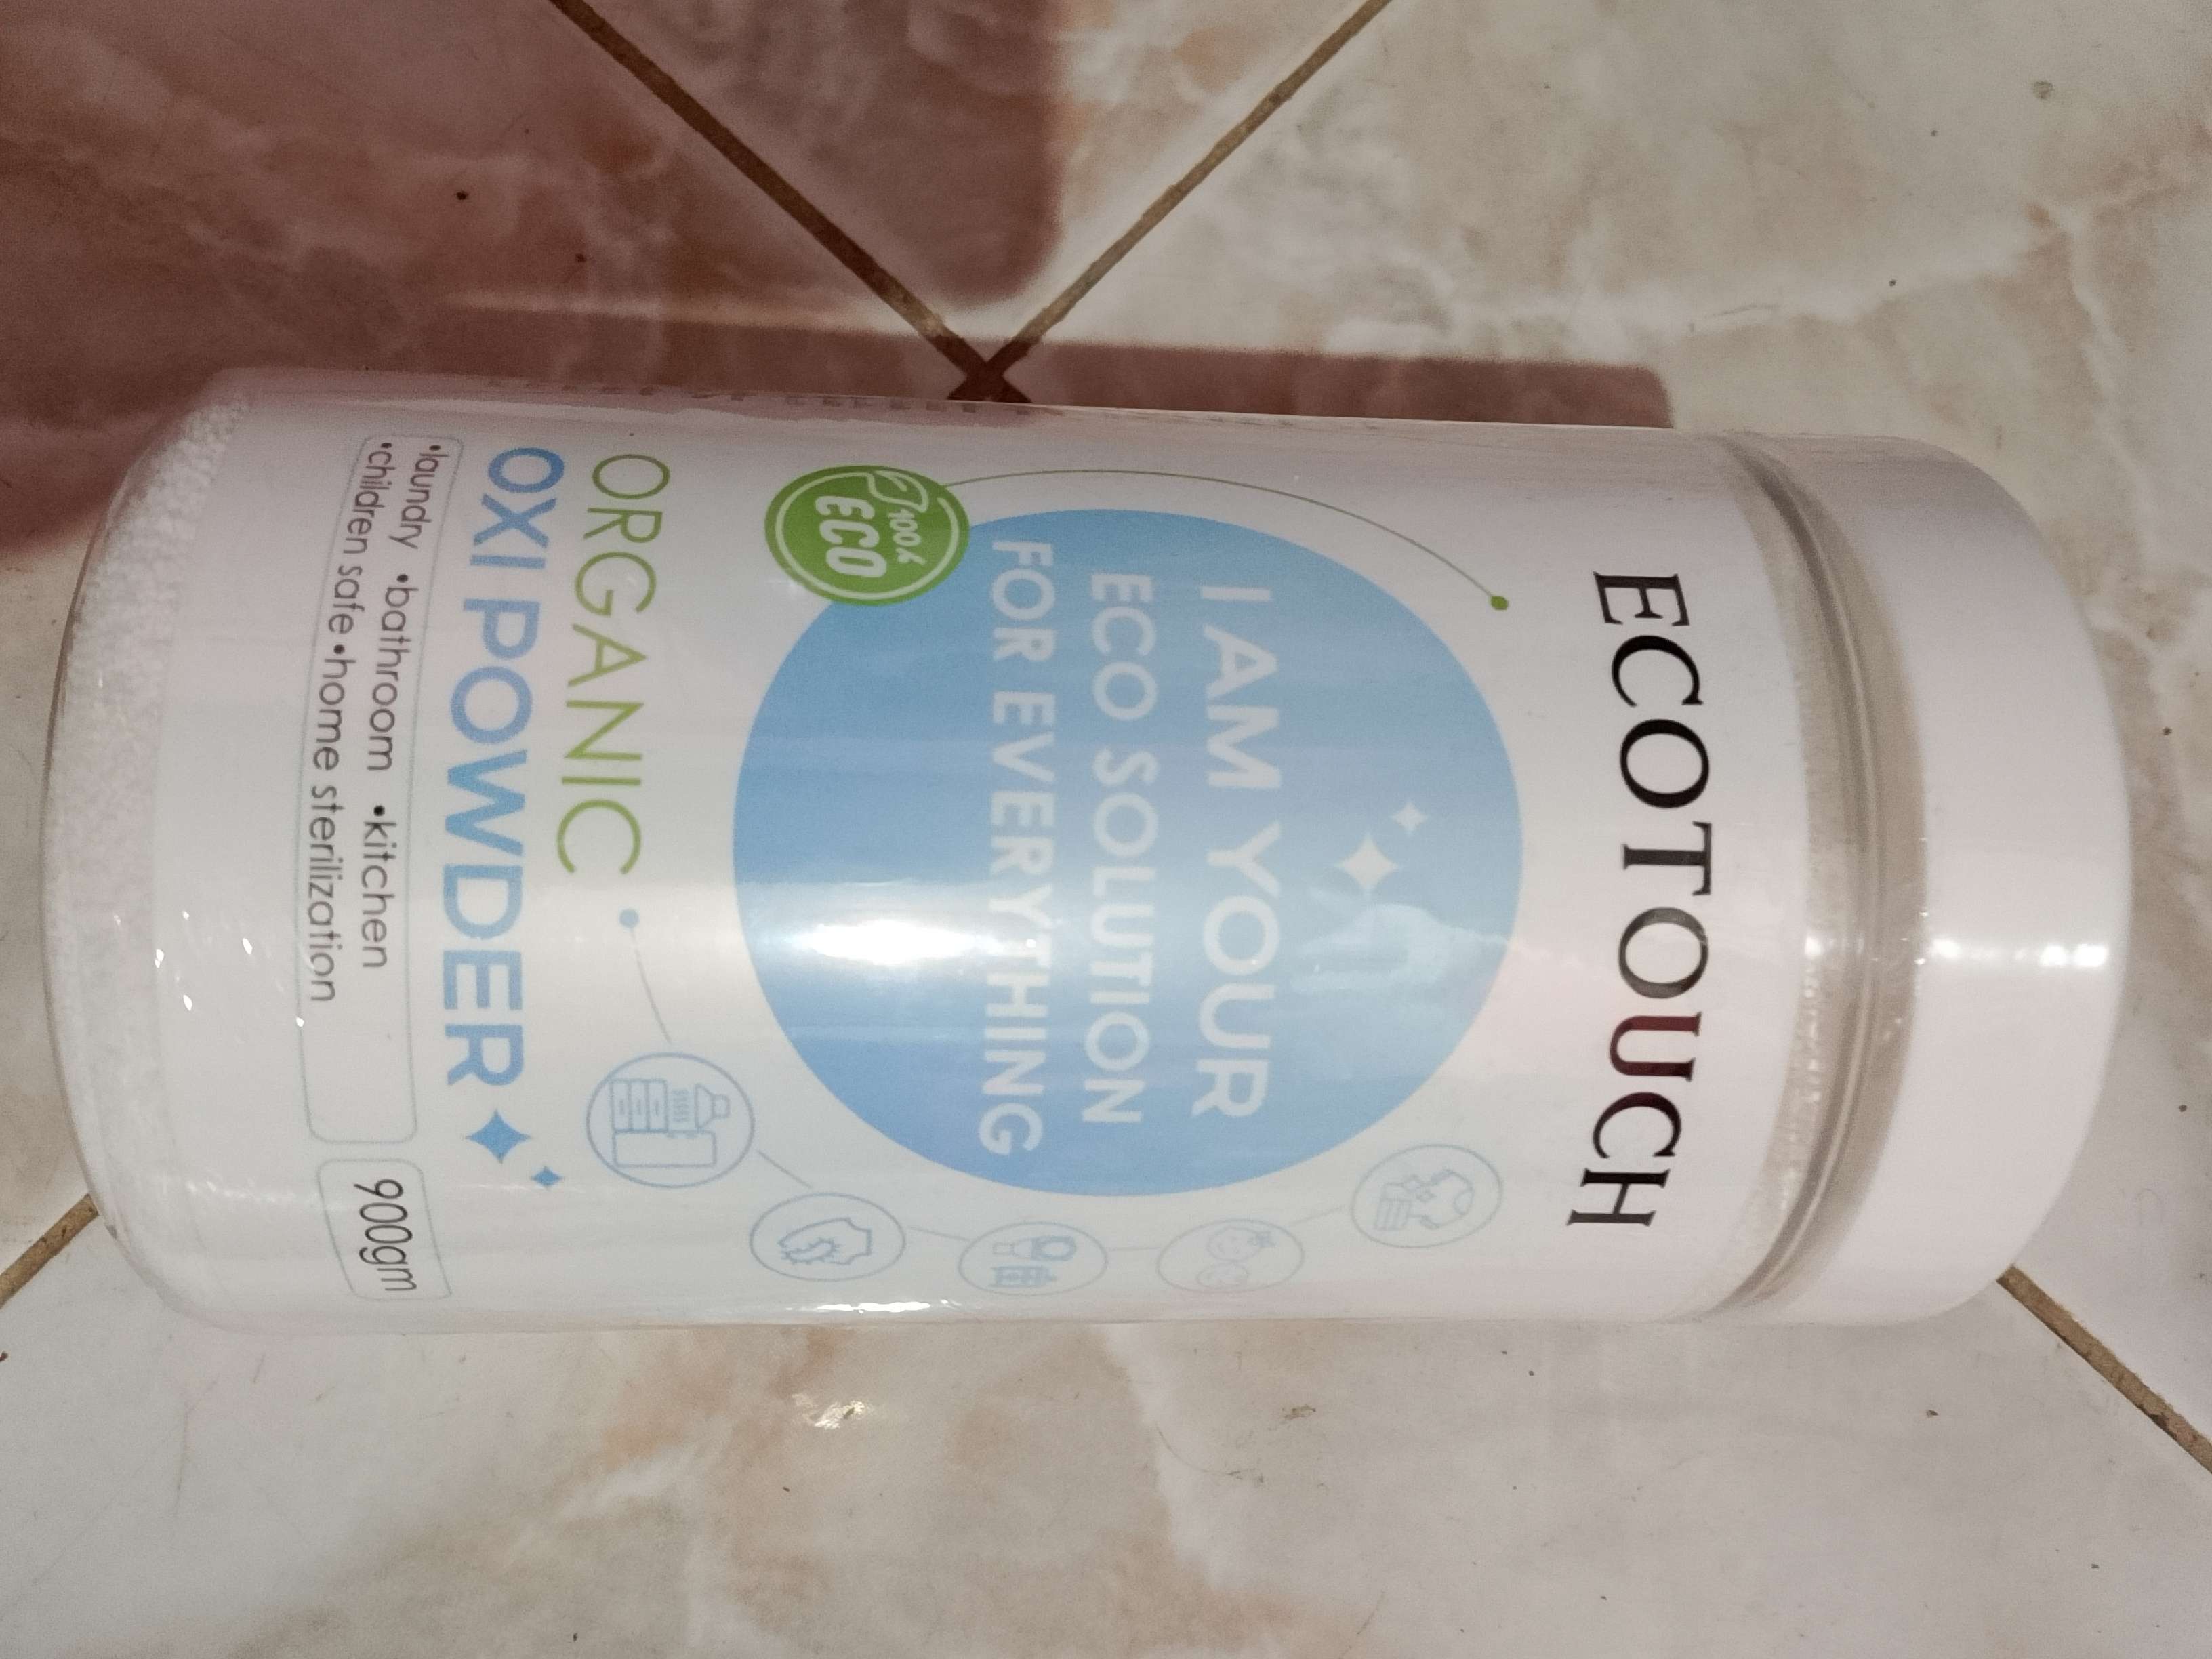 ECOTOUCH
I AM YOUR
ECO SOLUTION
FOR EVERYTHING
100%
ECO
ORGANIC
OXI POWDER
•laundry •bathroom •kitchen
•children safe •home sterilization
900gm